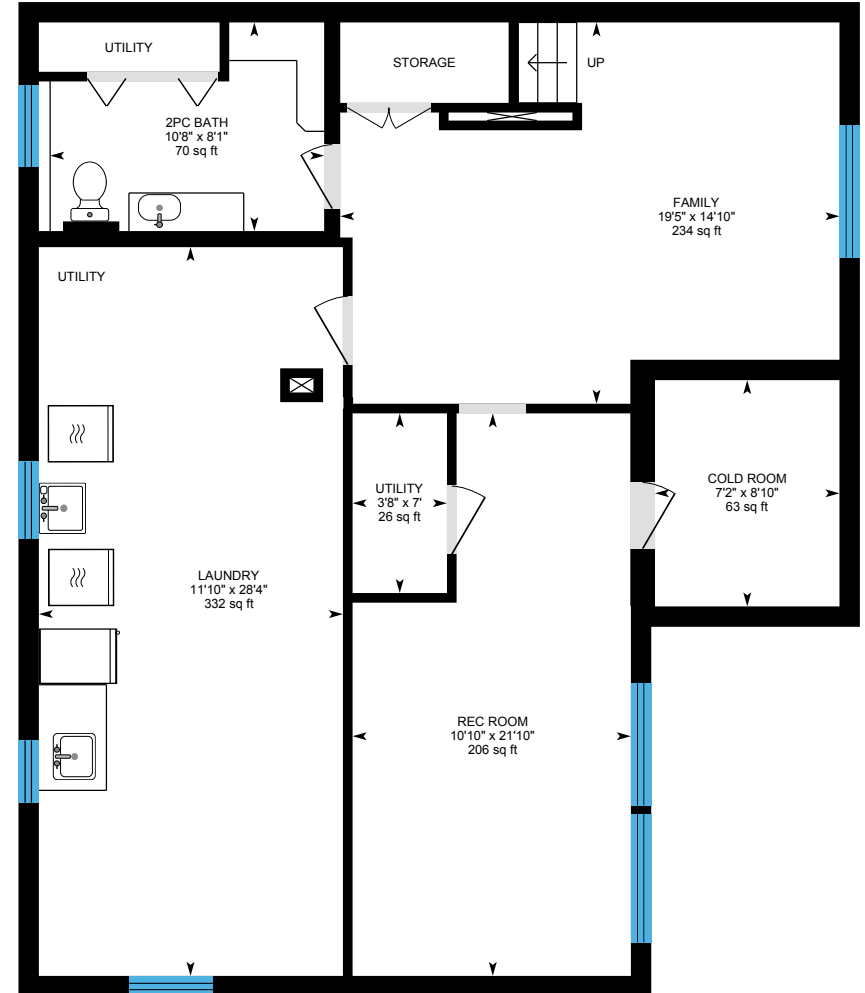 UTILITY
STORAGE
UP
2PC BATH
10'8" x 8'1"
70 sq ft
FAMILY
19'5" x 14'10"
234 sq ft
UTILITY
UTILITY
3'8" x 7'
26 sq ft
COLD ROOM
7'2" x 8'10"
63 sq ft
LAUNDRY
11'10" x 28'4"
332 sq ft
REC ROOM
10'10" x 21'10"
206 sq ft